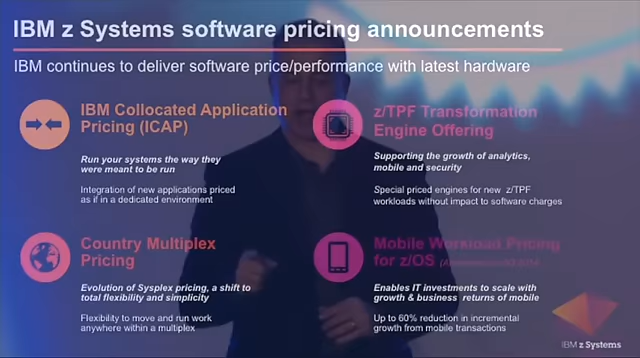 IBM z Systems software pricing announcements
IBM continues to deliver software price/performance with latest hardware
IBM Collocated Application
Pricing (ICAP)
Run your systems the way they
were meant to be run
Integration of new applications priced
as if in a dedicated environment
z/TPF Transformation
Engine Offering
Supporting the growth of analytics,
mobile and security
Special priced engines for new z/TPF
workloads without impact to software charges
Country Multiplex
Pricing
Evolution of Sysplex pricing, a shift to
total flexibility and simplicity
Flexibility to move and run work
anywhere within a multiplex
Mobile Workload Pricing
for z/OS
Enables IT investments to scale with
growth & business returns of mobile
Up to 60% reduction in incremental
growth from mobile transactions
IBM z Systems